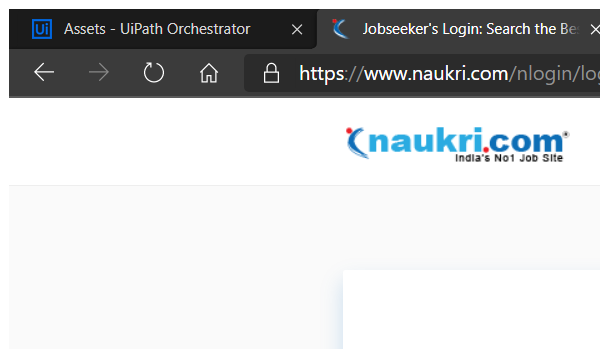 Ui Assets - UiPath Orchestrator
Jobseeker's Login: Search the Be
https://www.naukri.com/nlogin/log
naukri.com
India's No1 Job Site